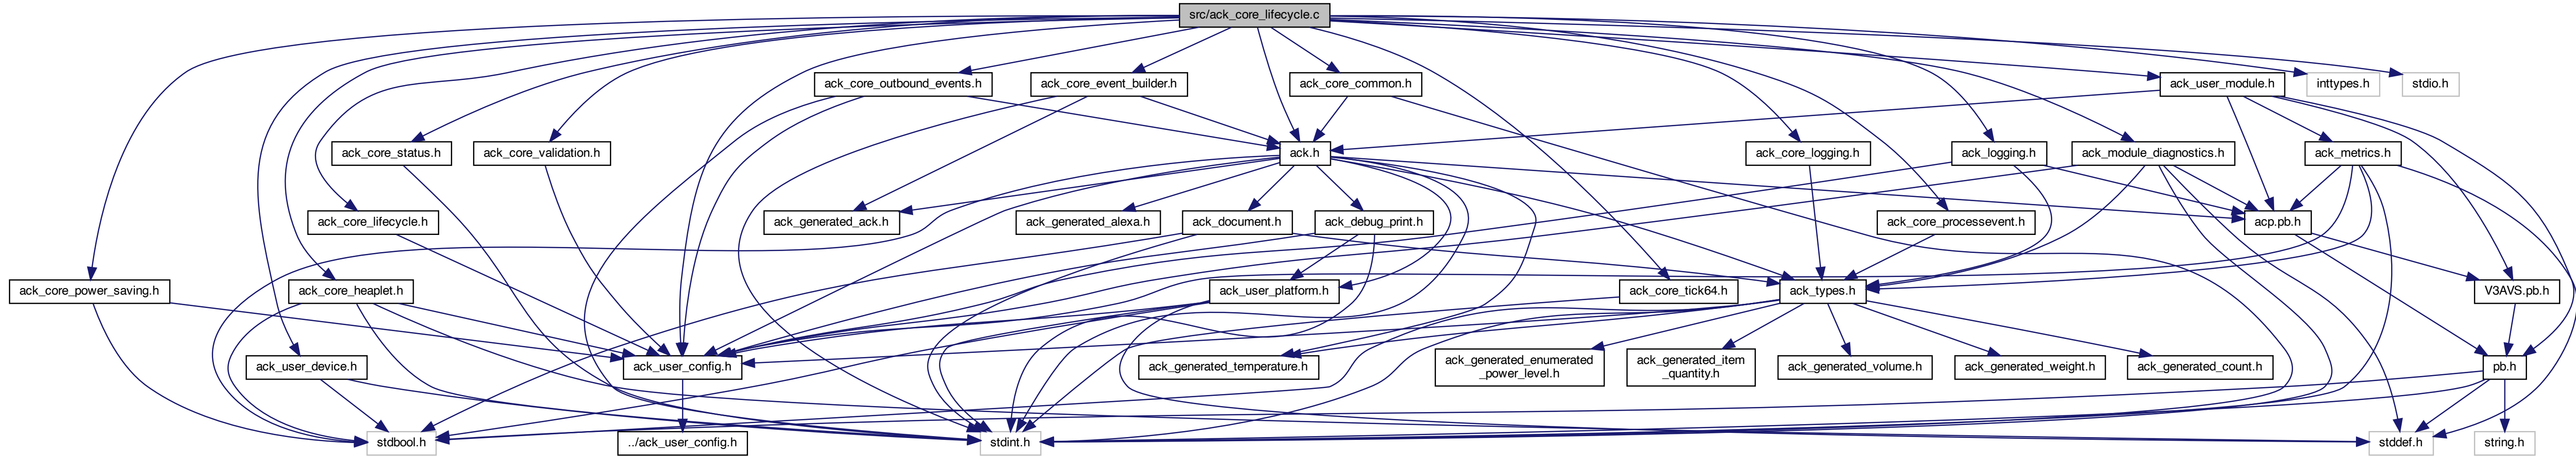 src/ack_core_lifecycle.c
ack_core_outbound_events.h
ack_core_event_builder.h
ack_core_common.h
ack_user_module.h
inttypes.h
stdio.h
ack_core_status.h
ack_core_validation.h
ack.h
ack_core_logging.h
ack_logging.h
ack_module_diagnostics.h
ack_metrics.h
ack_core_lifecycle.h
ack_generated_ack.h
ack_generated_alexa.h
ack_document.h
ack_debug_print.h
ack_core_processevent.h
acp.pb.h
ack_core_power_saving.h
ack_core_heaplet.h
ack_user_platform.h
ack_core_tick64.h
ack_types.h
V3AVS.pb.h
ack_user_device.h
ack_user_config.h
ack_generated_temperature.h
ack_generated_enumerated
_power_level.h
ack_generated_item
_quantity.h
ack_generated_volume.h
ack_generated_weight.h
ack_generated_count.h
pb.h
stdbool.h
../ack_user_config.h
stdint.h
stddef.h
string.h